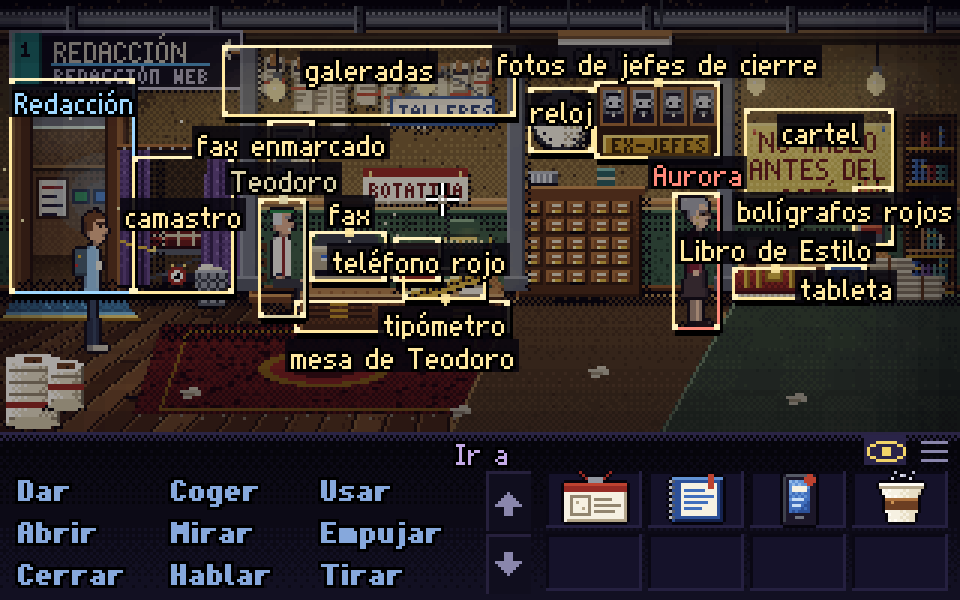 1 REDACCIÓN
REDACCIÓN WEB
galeradas
fotos de jefes de cierre
Redacción
TALLERES
reloj
EX-JEFES
cartel
ANTES, DEL
fax enmarcado
Teodoro
ROTATIVA
Aurora
camastro
fax
bolígrafos rojos
teléfono rojo
Libro de Estilo
tableta
tipómetro
mesa de Teodoro
Ir a
Dar
Coger
Usar
Abrir
Mirar
Empujar
Cerrar
Hablar
Tirar